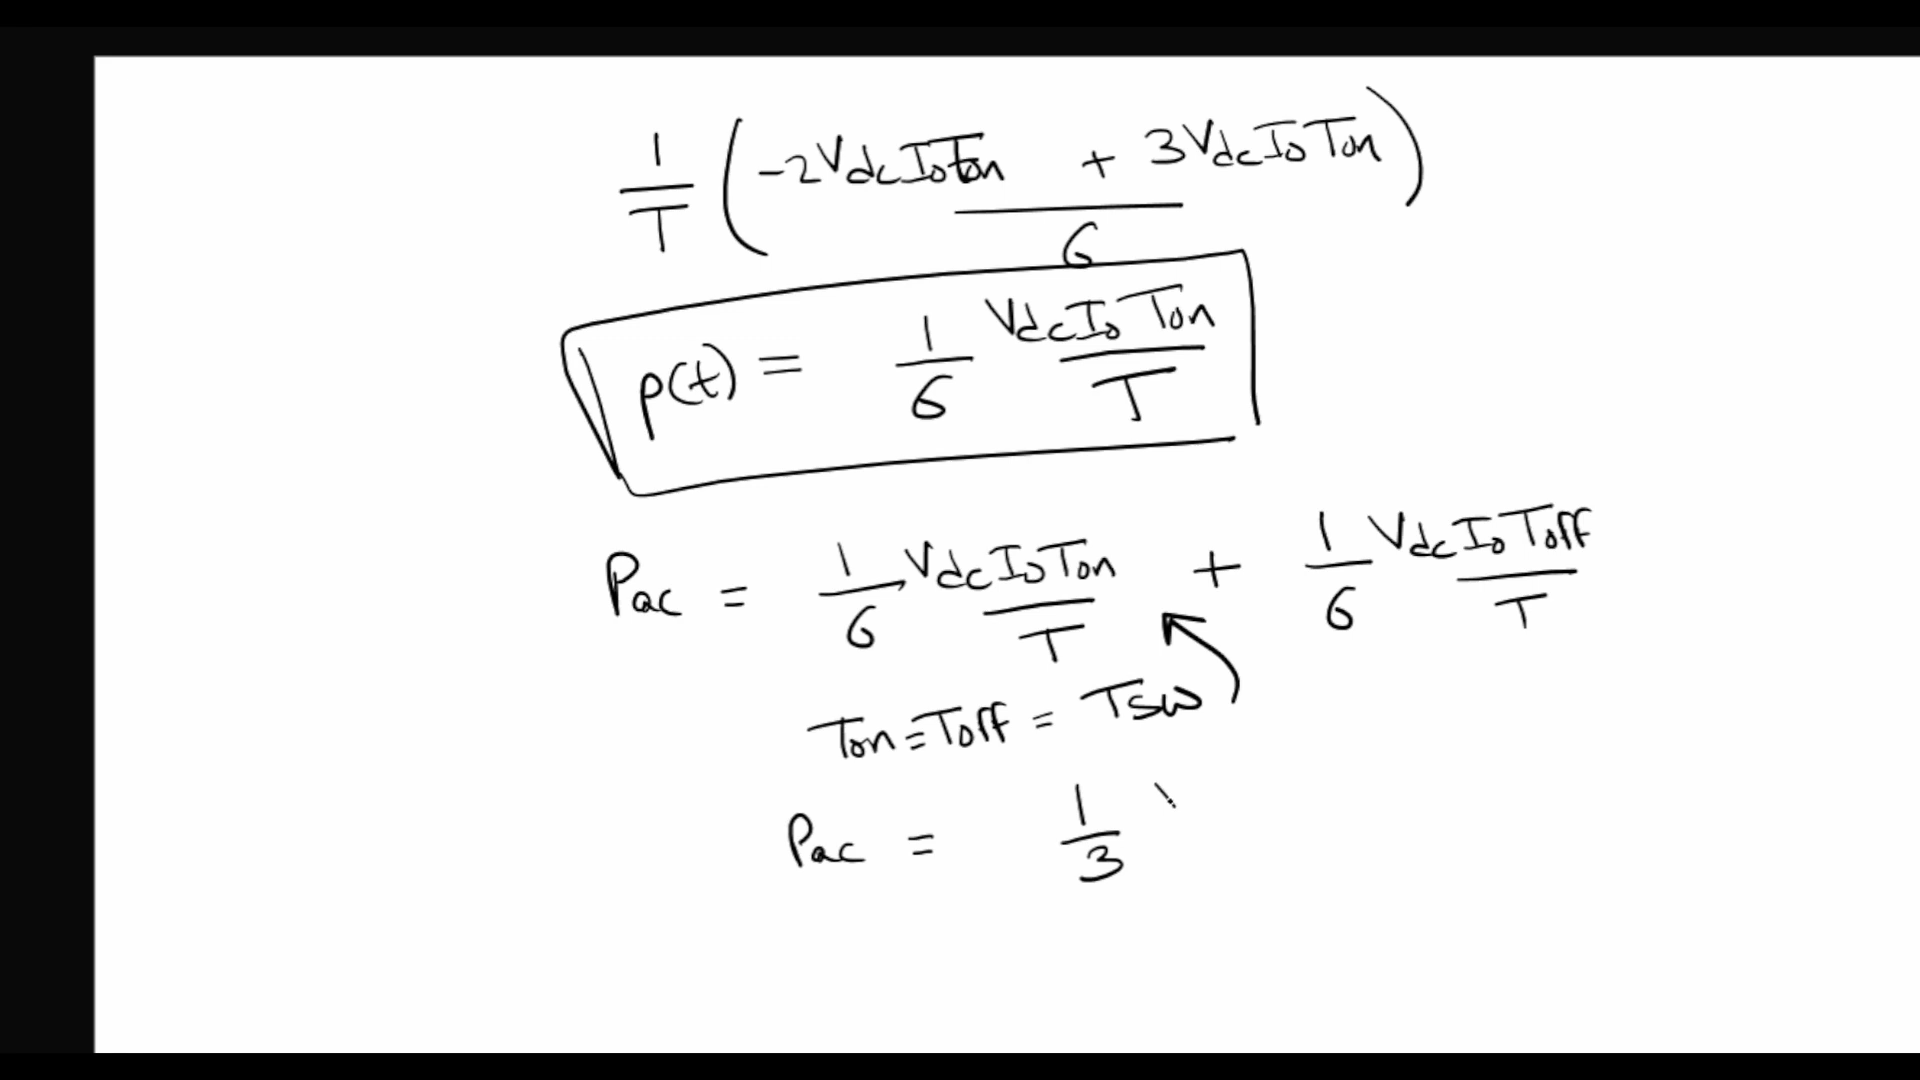 1/T ( (-2VdcIoTon + 3VdcIoTon) / 6 )
p(t) = 1/6 VdcIoTon/T
Pac = 1/6 VdcIoTon/T + 1/6 VdcIoToff/T
Ton = Toff = Tsw
Pac = 1/3